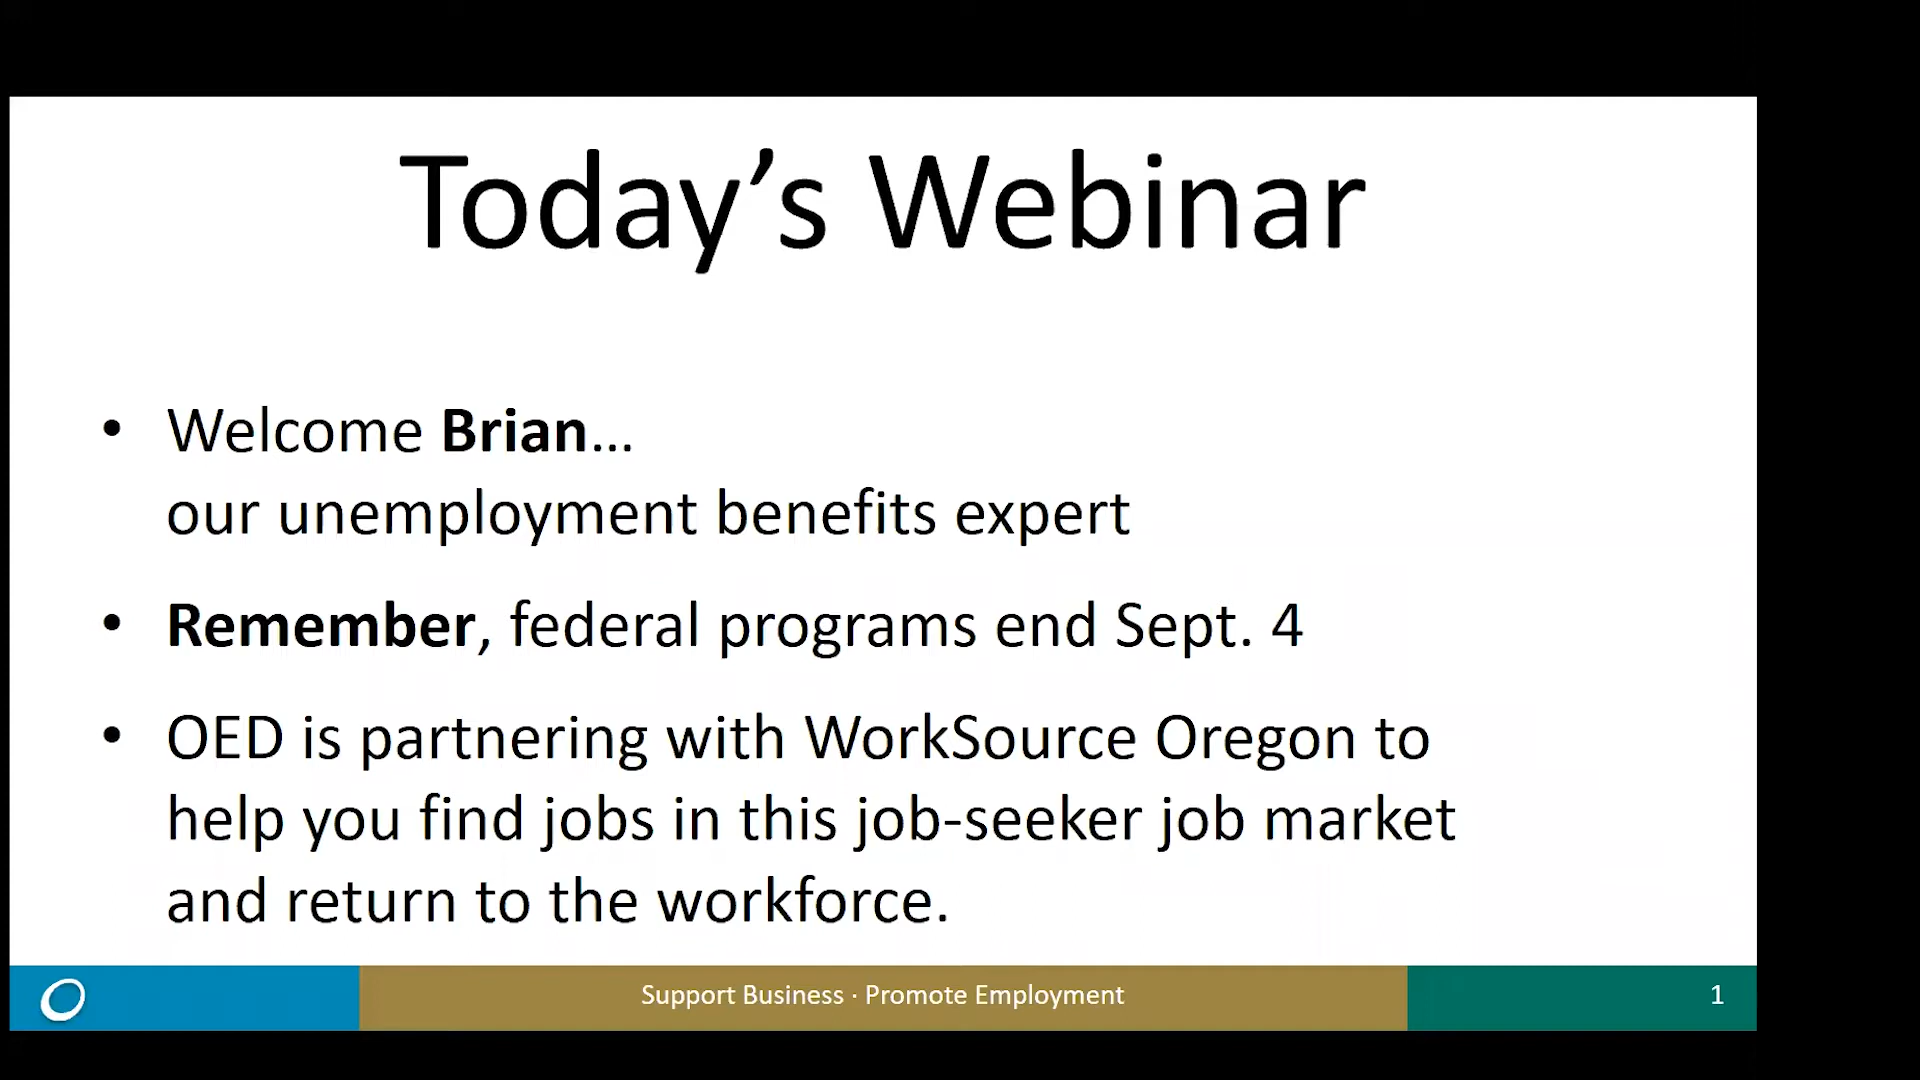 Today’s Webinar
• Welcome Brian...
our unemployment benefits expert
• Remember, federal programs end Sept. 4
• OED is partnering with WorkSource Oregon to
help you find jobs in this job-seeker job market
and return to the workforce.
Support Business · Promote Employment
1